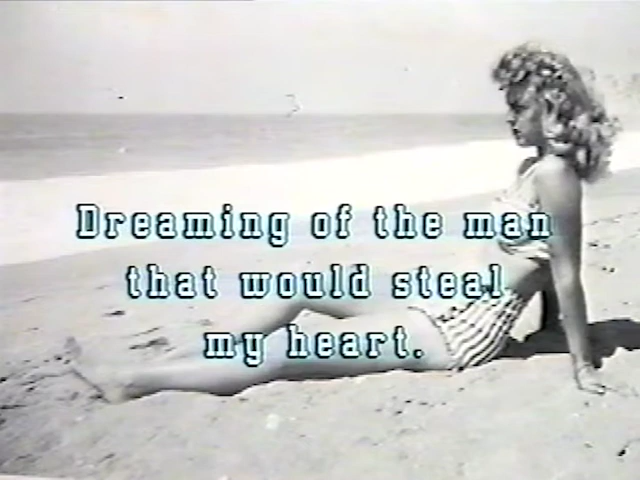 Dreaming of the man
that would steal
my heart.